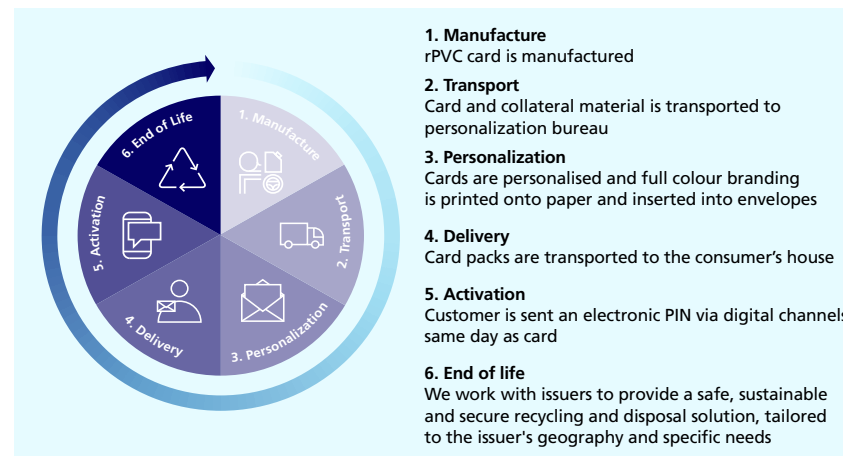 1. Manufacture
2. Transport
3. Personalization
4. Delivery
5. Activation
6. End of Life
1. Manufacture
rPVC card is manufactured
2. Transport
Card and collateral material is transported to
personalization bureau
3. Personalization
Cards are personalised and full colour branding
is printed onto paper and inserted into envelopes
4. Delivery
Card packs are transported to the consumer's house
5. Activation
Customer is sent an electronic PIN via digital channels
same day as card
6. End of life
We work with issuers to provide a safe, sustainable
and secure recycling and disposal solution, tailored
to the issuer's geography and specific needs